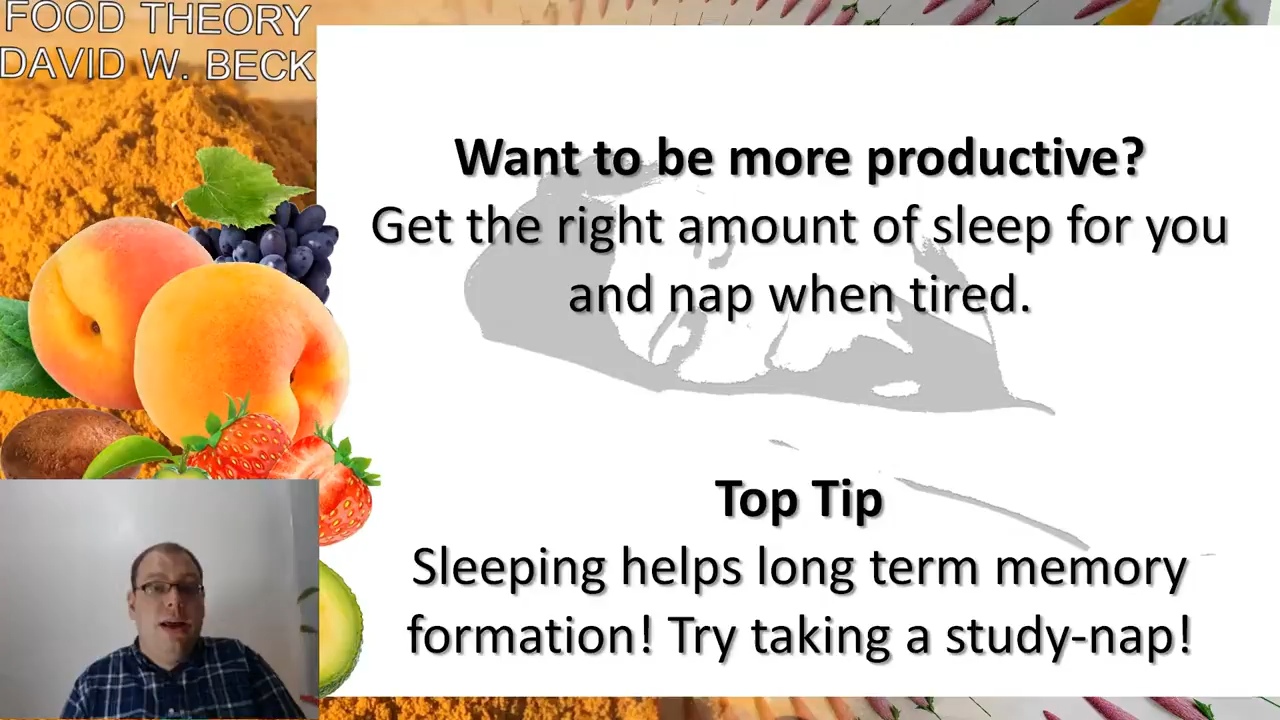 FOOD THEORY
DAVID W. BECK
Want to be more productive?
Get the right amount of sleep for you
and nap when tired.
Top Tip
Sleeping helps long term memory
formation! Try taking a study-nap!